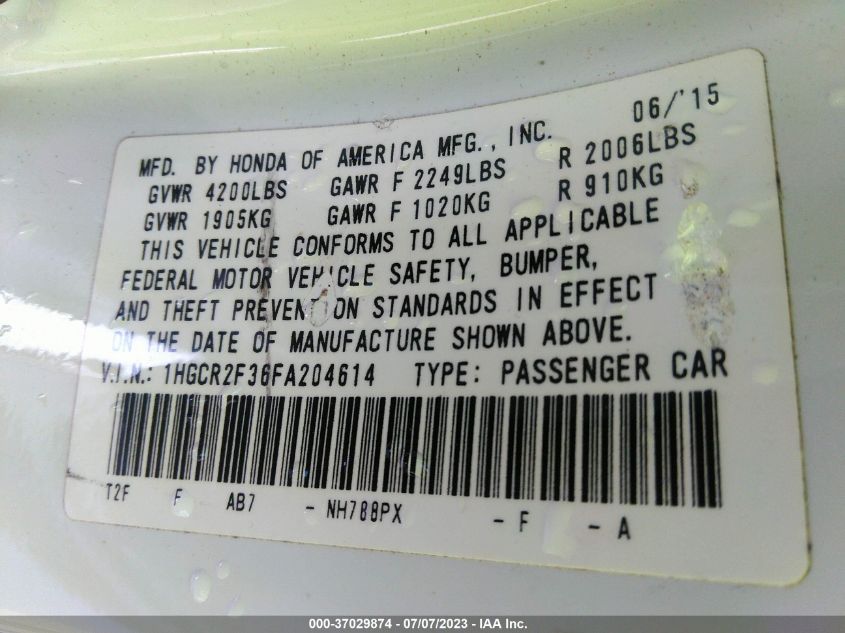 06/'15
MFD. BY HONDA OF AMERICA MFG., INC.
GVWR 4200LBS GAWR F 2249LBS R 2006LBS
GVWR 1905KG GAWR F 1020KG R 910KG
THIS VEHICLE CONFORMS TO ALL APPLICABLE
FEDERAL MOTOR VEHICLE SAFETY, BUMPER,
AND THEFT PREVENTION STANDARDS IN EFFECT
ON THE DATE OF MANUFACTURE SHOWN ABOVE.
V.I.N.: 1HGCR2F36FA204614 TYPE: PASSENGER CAR
T2F F AB7 - NH788PX - F - A
000-37029874 - 07/07/2023 - IAA Inc.